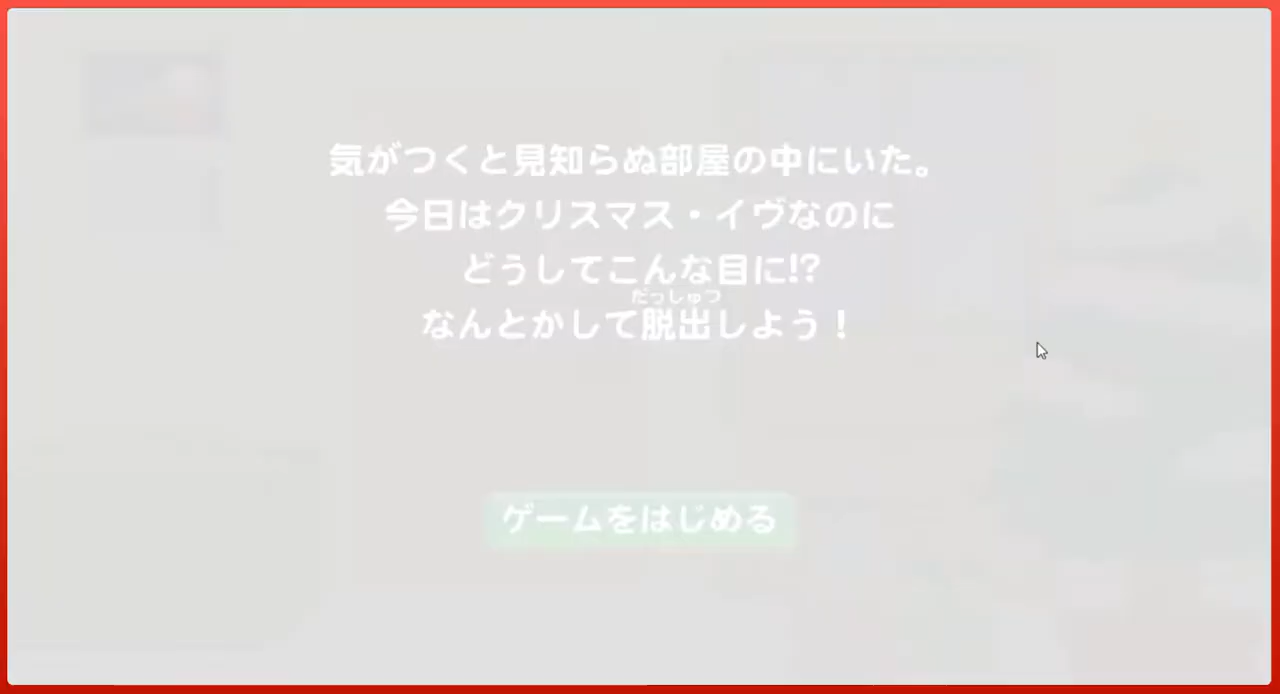 気がつくと見知らぬ部屋の中にいた。
今日はクリスマス・イヴなのに
どうしてこんな目に!?
だっしゅつ
なんとかして脱出しよう！
ゲームをはじめる